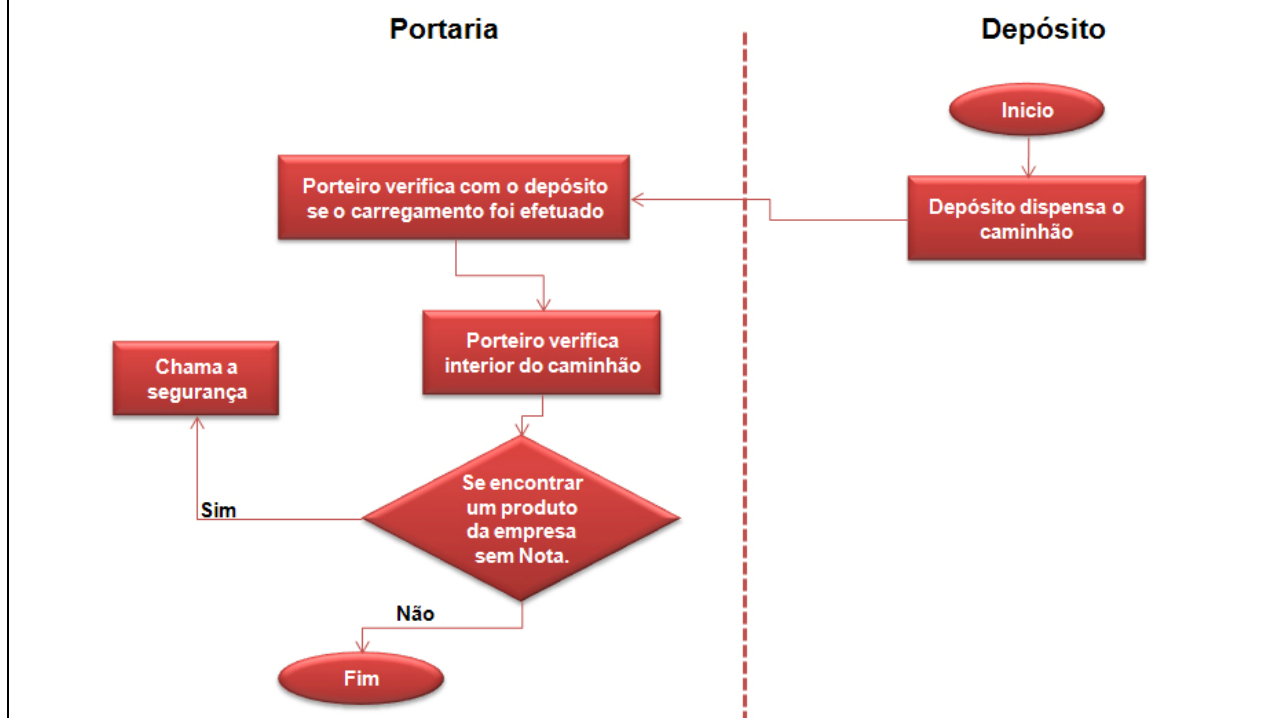 Portaria
Depósito
Inicio
Depósito dispensa o
caminhão
Porteiro verifica com o depósito
se o carregamento foi efetuado
Porteiro verifica
interior do caminhão
Chama a
segurança
Se encontrar
um produto
da empresa
sem Nota.
Sim
Não
Fim